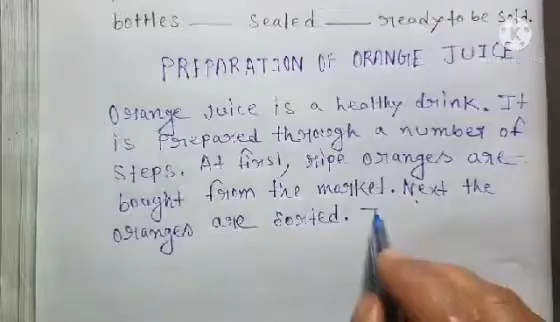 bottles — sealed — ready to be sold.
PREPARATION OF ORANGE JUICE
Orange juice is a healthy drink. It
is prepared through a number of
steps. At first, ripe oranges are
bought from the market. Next the
oranges are sorted. T